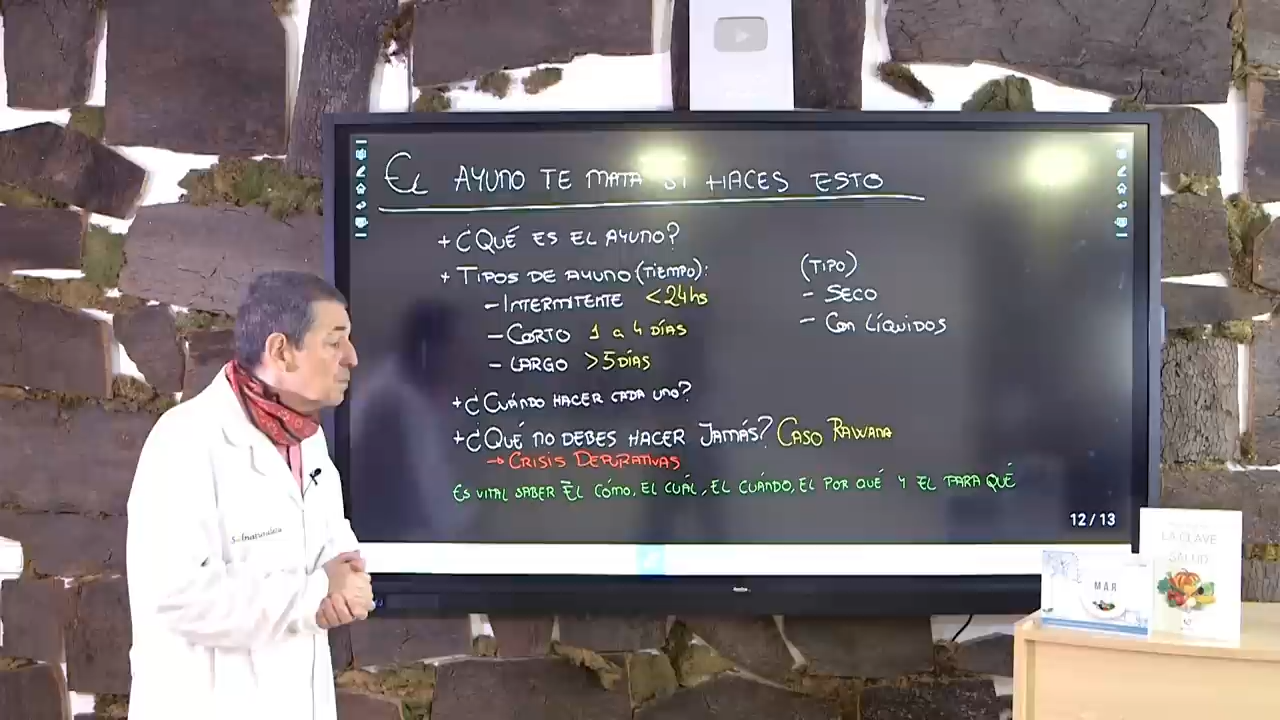 EL AYUNO TE MATA SI HACES ESTO
+ ¿QUÉ ES EL AYUNO?
+ TIPOS DE AYUNO (TIEMPO):
- INTERMITENTE <24hs
- CORTO 1 a 4 DÍAS
- LARGO >5 DÍAS
(TIPO)
- SECO
- CON LÍQUIDOS
+ ¿CUÁNDO HACER CADA UNO?
+ ¿QUÉ NO DEBES HACER JAMÁS? CASO RAWANA
→ CRISIS DEPURATIVAS
ES VITAL SABER EL CÓMO, EL CUÁL, EL CUÁNDO, EL POR QUÉ Y EL PARA QUÉ
12/13
LA CLAVE
SALUD
MAR